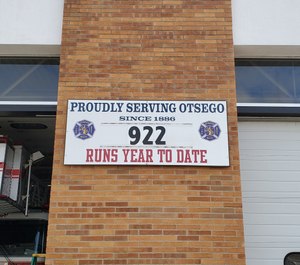 PROUDLY SERVING OTSEGO
SINCE 1886
922
RUNS YEAR TO DATE